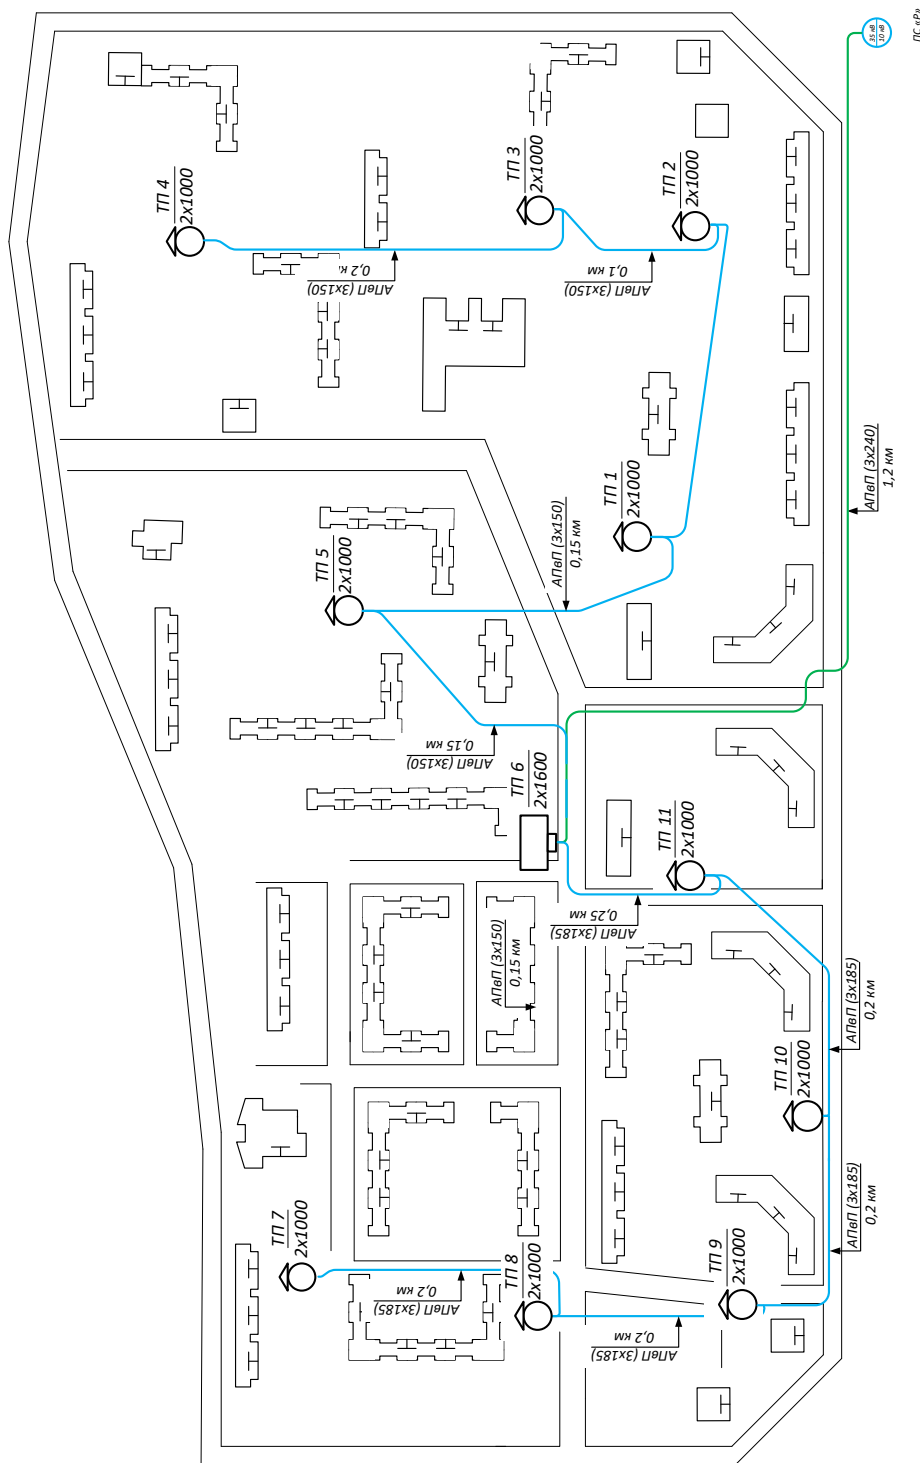 ПС «Р»
35 кВ
10 кВ
ТП 4
2х1000
ТП 3
2х1000
ТП 2
2х1000
АПвП (3х150)
0,2 к
АПвП (3х150)
0,1 км
ТП 1
2х1000
АПвП (3х240)
1,2 км
ТП 5
2х1000
АПвП (3х150)
0,15 км
АПвП (3х150)
0,15 км
ТП 6
2х1600
ТП 11
2х1000
АПвП (3х185)
0,25 км
АПвП (3х150)
0,15 км
АПвП (3х185)
0,2 км
ТП 10
2х1000
АПвП (3х185)
0,2 км
ТП 7
2х1000
ТП 8
2х1000
ТП 9
2х1000
АПвП (3х185)
0,2 км
АПвП (3х185)
0,2 км